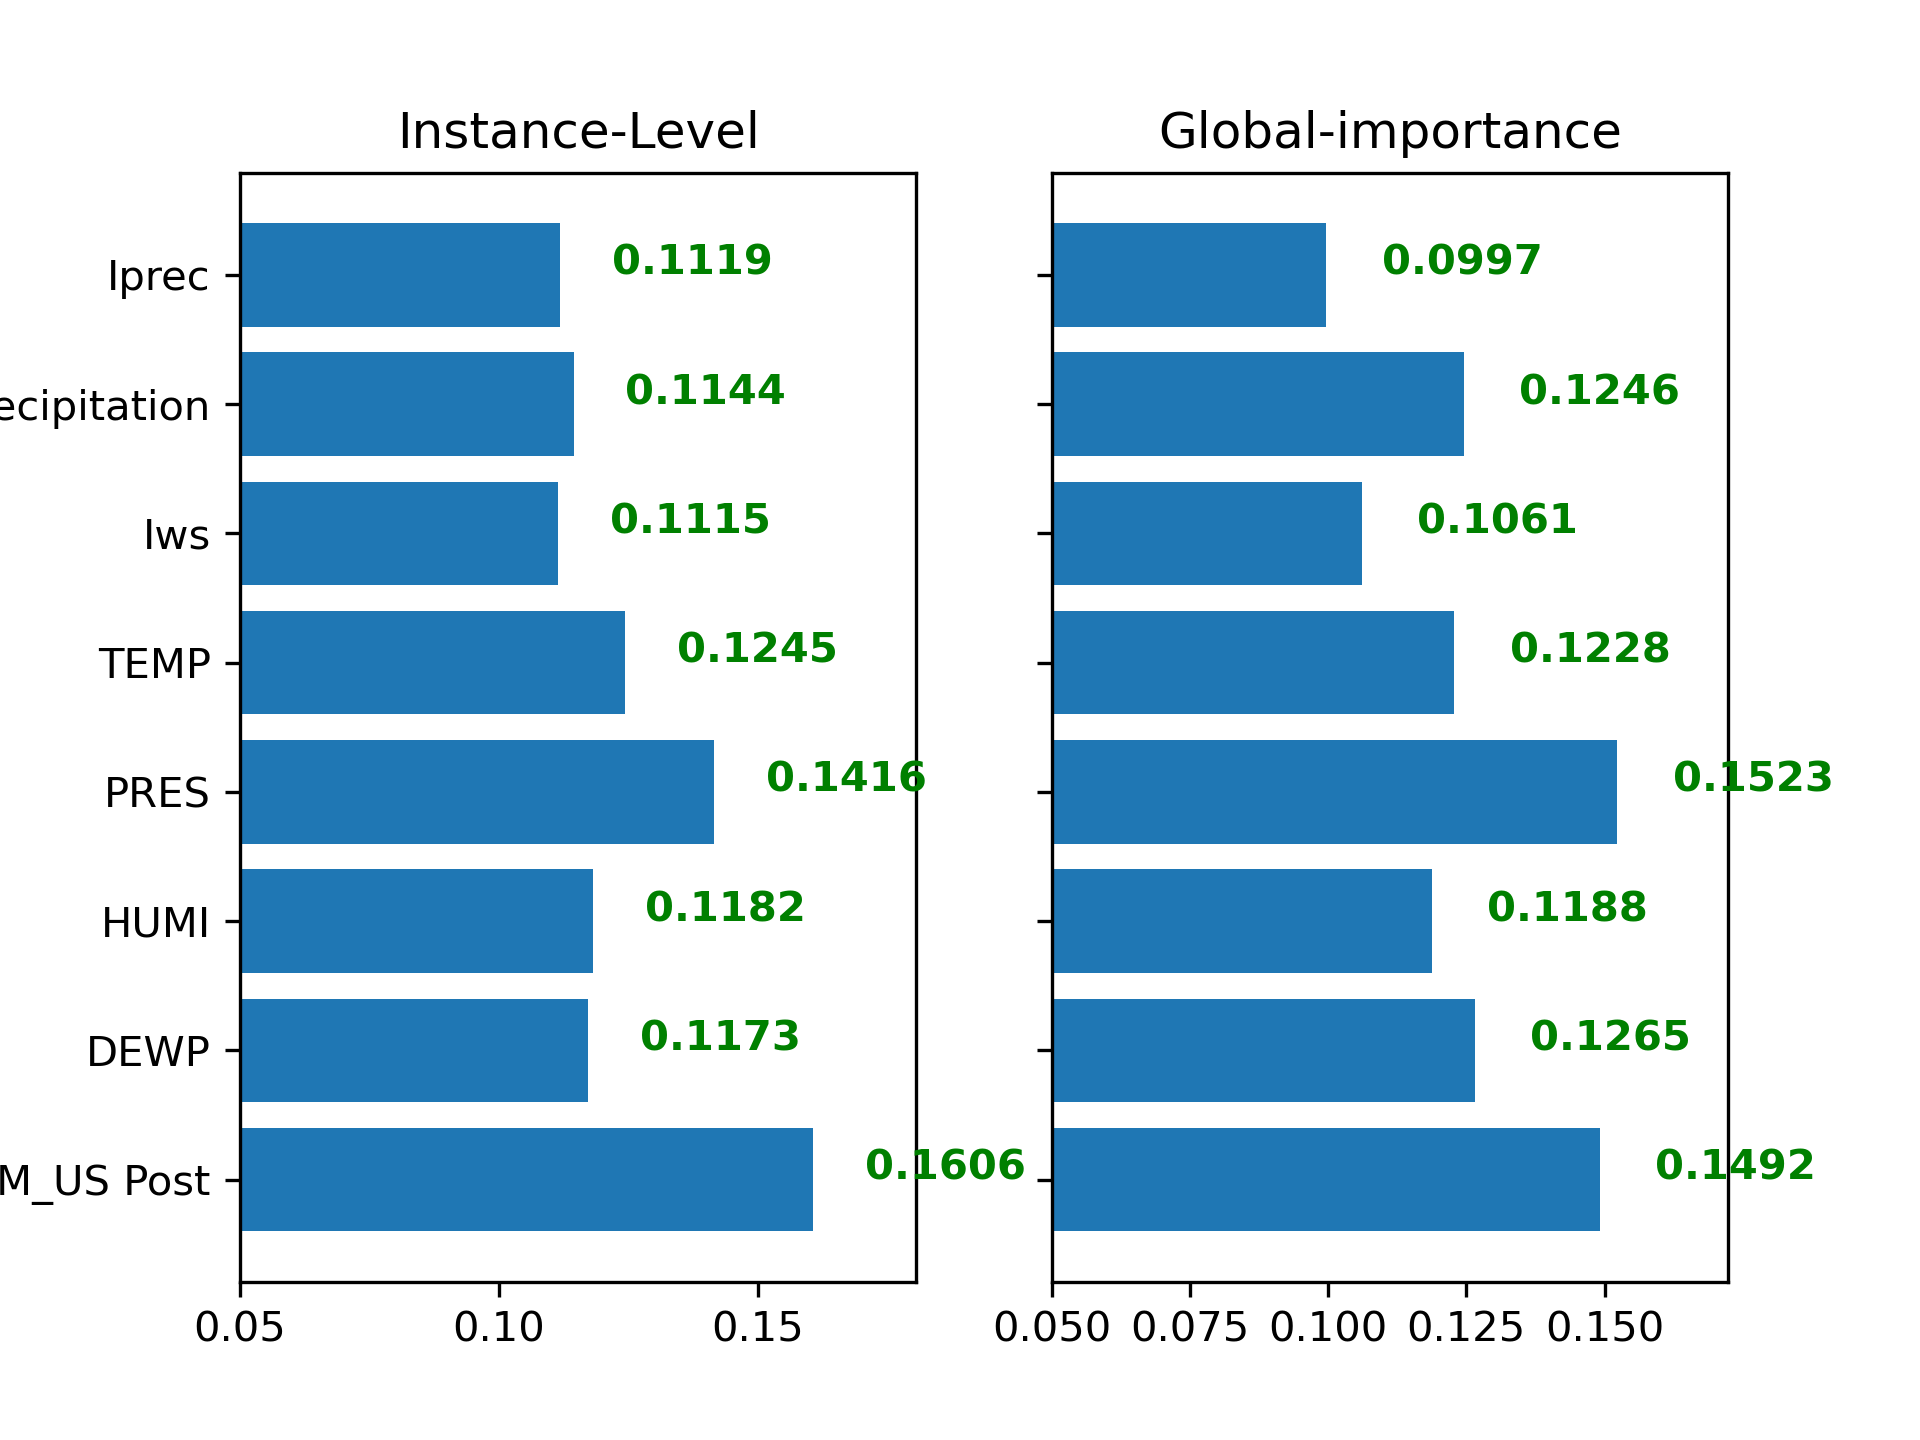 Instance-Level
Iprec
ecipitation
Iws
TEMP
PRES
HUMI
DEWP
M_US Post
0.1119
0.1144
0.1115
0.1245
0.1416
0.1182
0.1173
0.1606
0.05 0.10 0.15
Global-importance
0.0997
0.1246
0.1061
0.1228
0.1523
0.1188
0.1265
0.1492
0.050 0.075 0.100 0.125 0.150